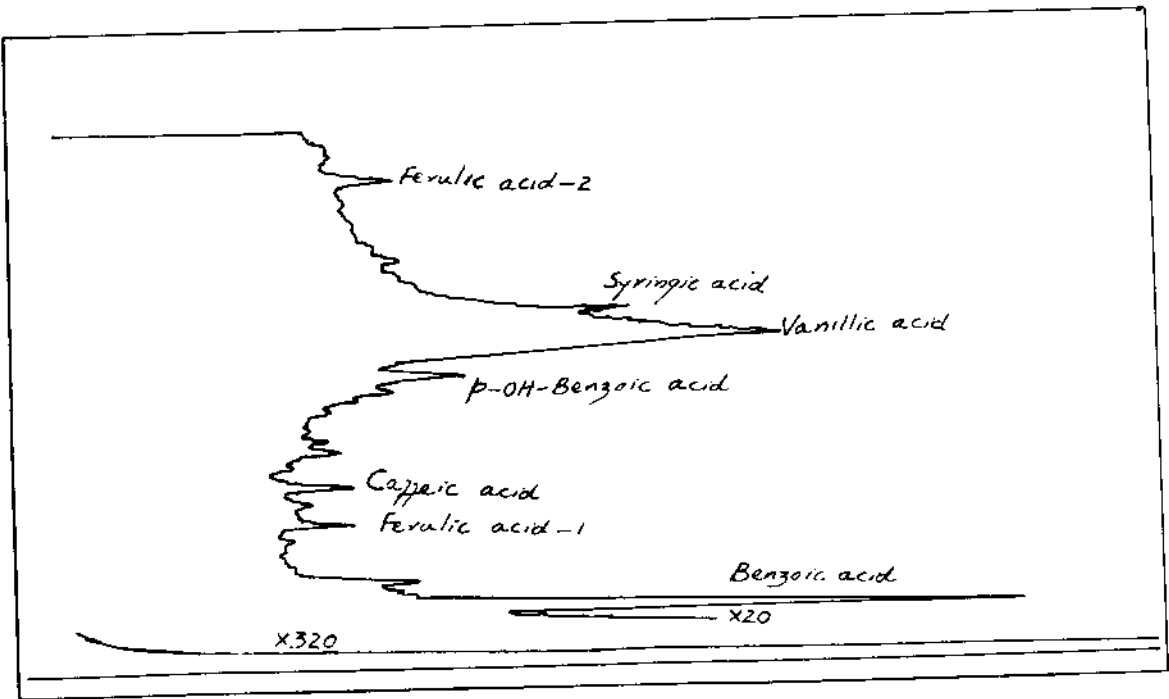 Ferulic acid-2
Syringic acid
Vanillic acid
p-OH-Benzoic acid
Caffeic acid
Ferulic acid-1
Benzoic acid
X20
X320